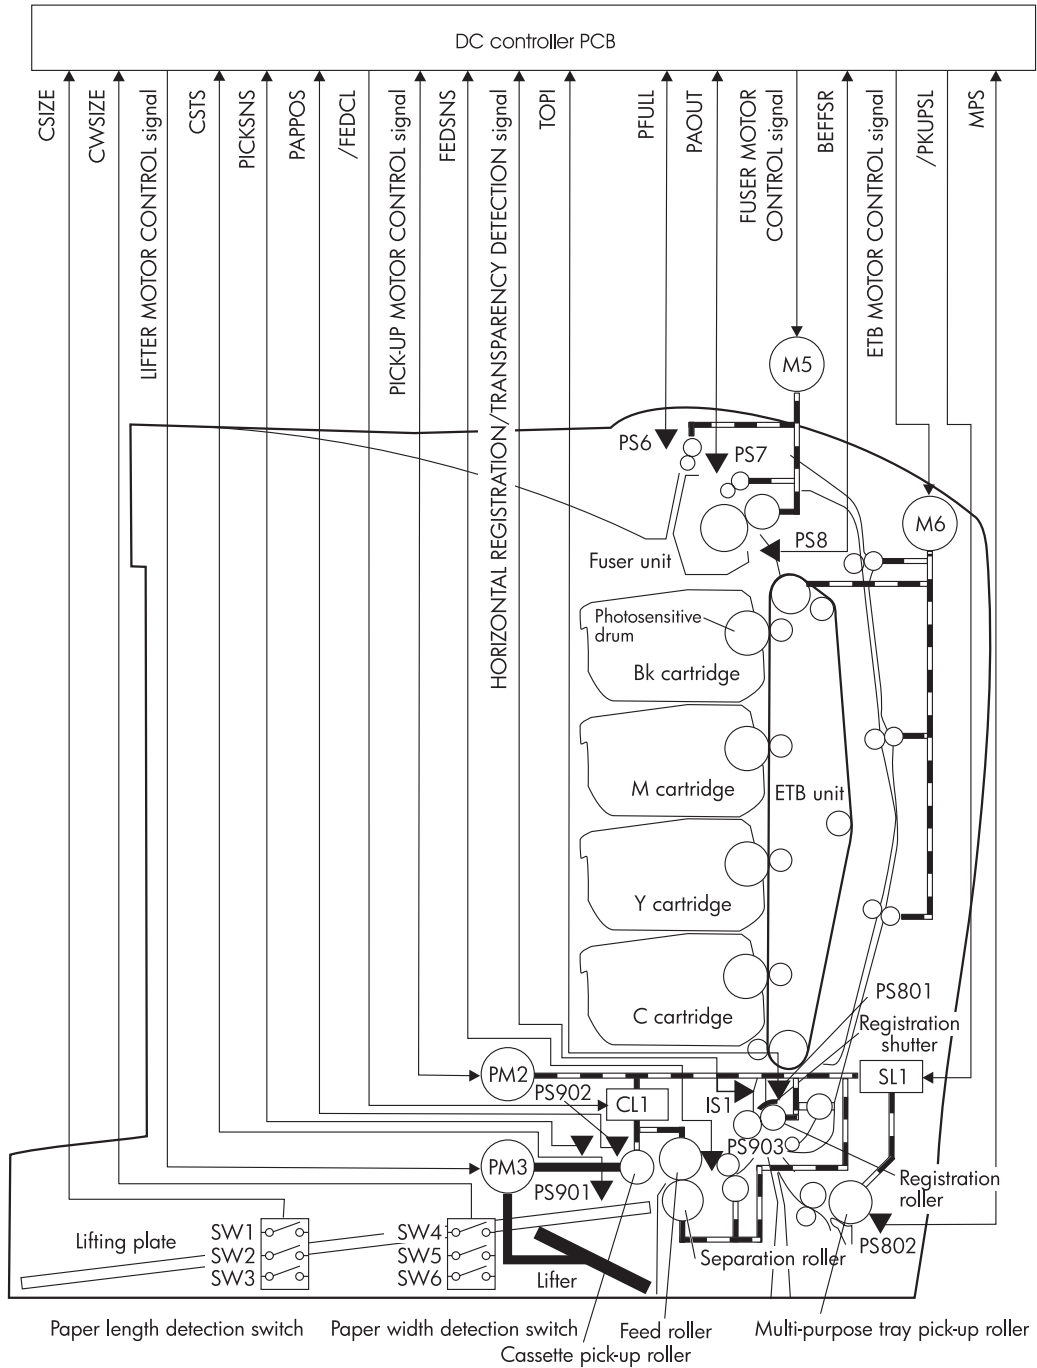 DC controller PCB
CSIZE
CWSIZE
LIFTER MOTOR CONTROL signal
CSTS
PICKSNS
PAPPOS
/FEDCL
PICK-UP MOTOR CONTROL signal
FEDSNS
HORIZONTAL REGISTRATION/TRANSPARENCY DETECTION signal
TOPI
PFULL
PAOUT
FUSER MOTOR
CONTROL signal
BEFFSR
ETB MOTOR CONTROL signal
/PKUPSL
MPS
M5
PS6
PS7
M6
PS8
Fuser unit
Photosensitive
drum
Bk cartridge
M cartridge
ETB unit
Y cartridge
C cartridge
PS801
Registration
shutter
PM2
SL1
PS902
CL1
IS1
PS903
PM3
PS901
Registration
roller
Lifting plate
SW1
SW2
SW3
SW4
SW5
SW6
Lifter
Separation roller
PS802
Paper length detection switch
Paper width detection switch
Feed roller
Multi-purpose tray pick-up roller
Cassette pick-up roller